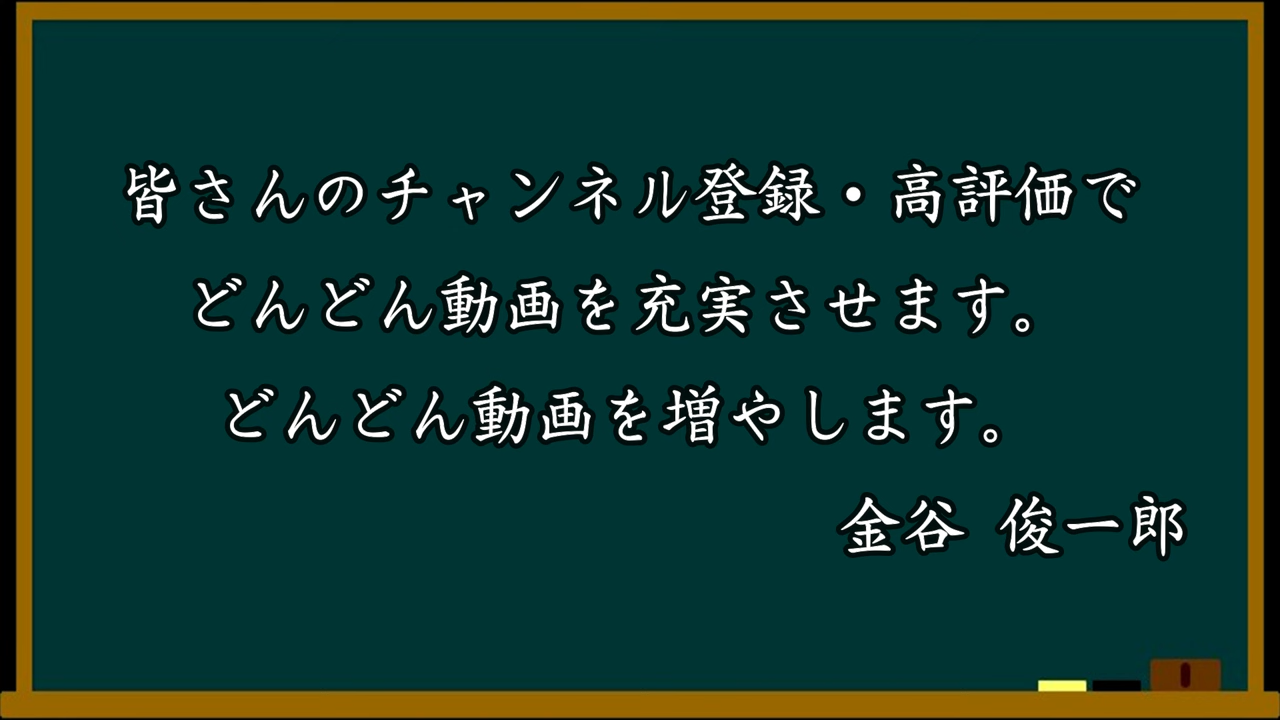 皆さんのチャンネル登録・高評価で
どんどん動画を充実させます。
どんどん動画を増やします。
金谷 俊一郎